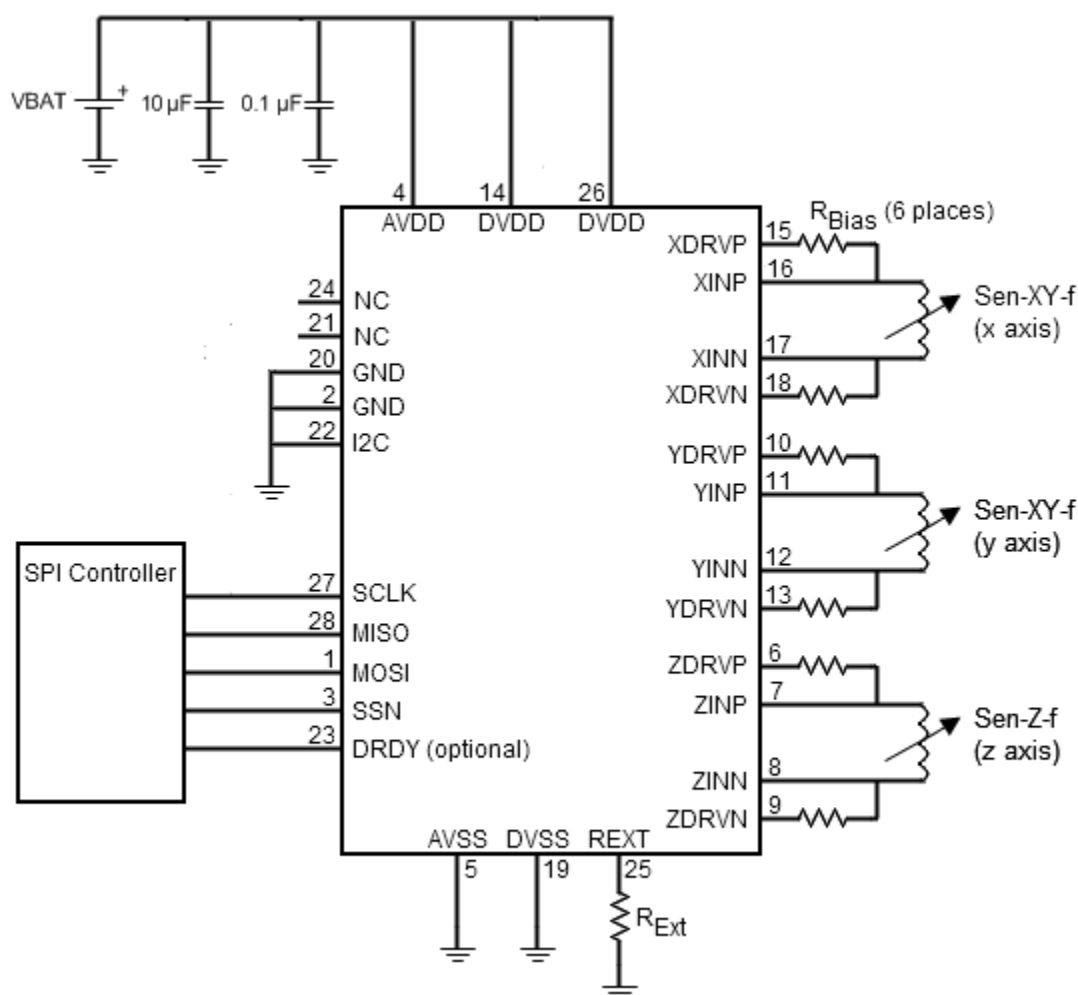 VBAT
+
10 µF
0.1 µF
4
14
26
AVDD
DVDD
DVDD
R Bias (6 places)
24
NC
21
NC
20
GND
2
GND
22
I2C
SPI Controller
27
SCLK
28
MISO
1
MOSI
3
SSN
23
DRDY (optional)
XDRVP
15
XINP
16
Sen-XY-f
(x axis)
XINN
17
XDRVN
18
YDRVP
10
YINP
11
Sen-XY-f
(y axis)
YINN
12
YDRVN
13
ZDRVP
6
ZINP
7
Sen-Z-f
(z axis)
ZINN
8
ZDRVN
9
AVSS
DVSS
REXT
5
19
25
R Ext